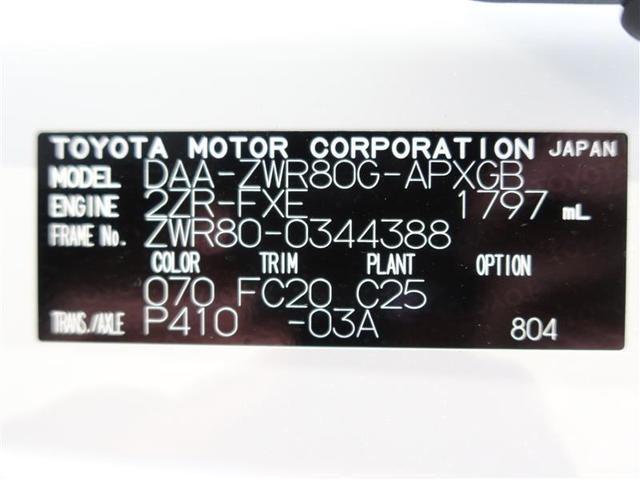 TOYOTA MOTOR CORPORATION JAPAN
MODEL DAA-ZWR80G-APXGB
ENGINE 2ZR-FXE 1797 mL
FRAME No. ZWR80-0344388
COLOR TRIM PLANT OPTION
070 FC20 C25
TRANS./AXLE P410 -03A 804